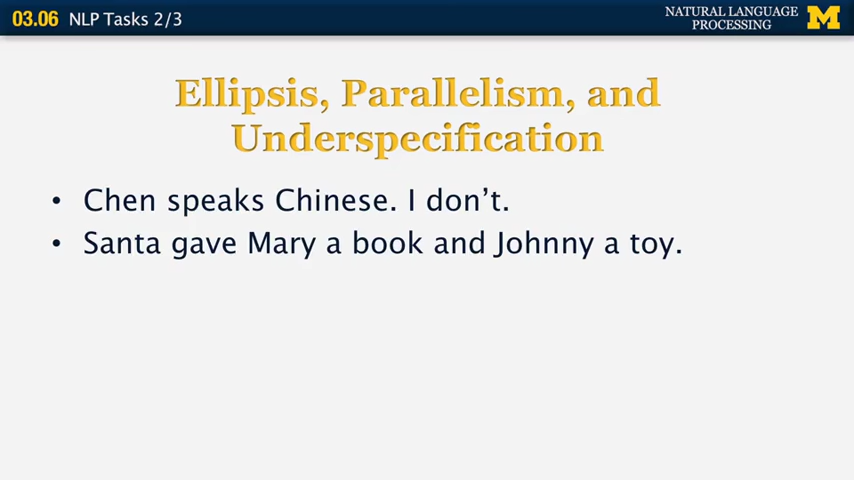 03.06 NLP Tasks 2/3
NATURAL LANGUAGE
PROCESSING
M
Ellipsis, Parallelism, and
Underspecification
• Chen speaks Chinese. I don't.
• Santa gave Mary a book and Johnny a toy.